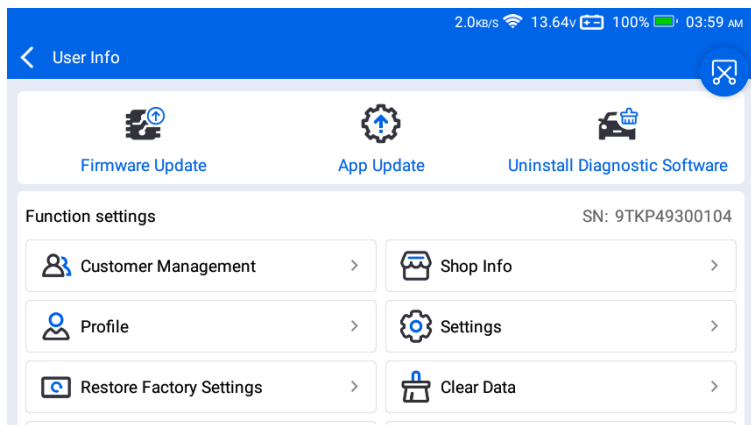 2.0KB/S 13.64V 100% 03:59 AM
User Info
Firmware Update App Update Uninstall Diagnostic Software
Function settings SN: 9TKP49300104
Customer Management Shop Info
Profile Settings
Restore Factory Settings Clear Data